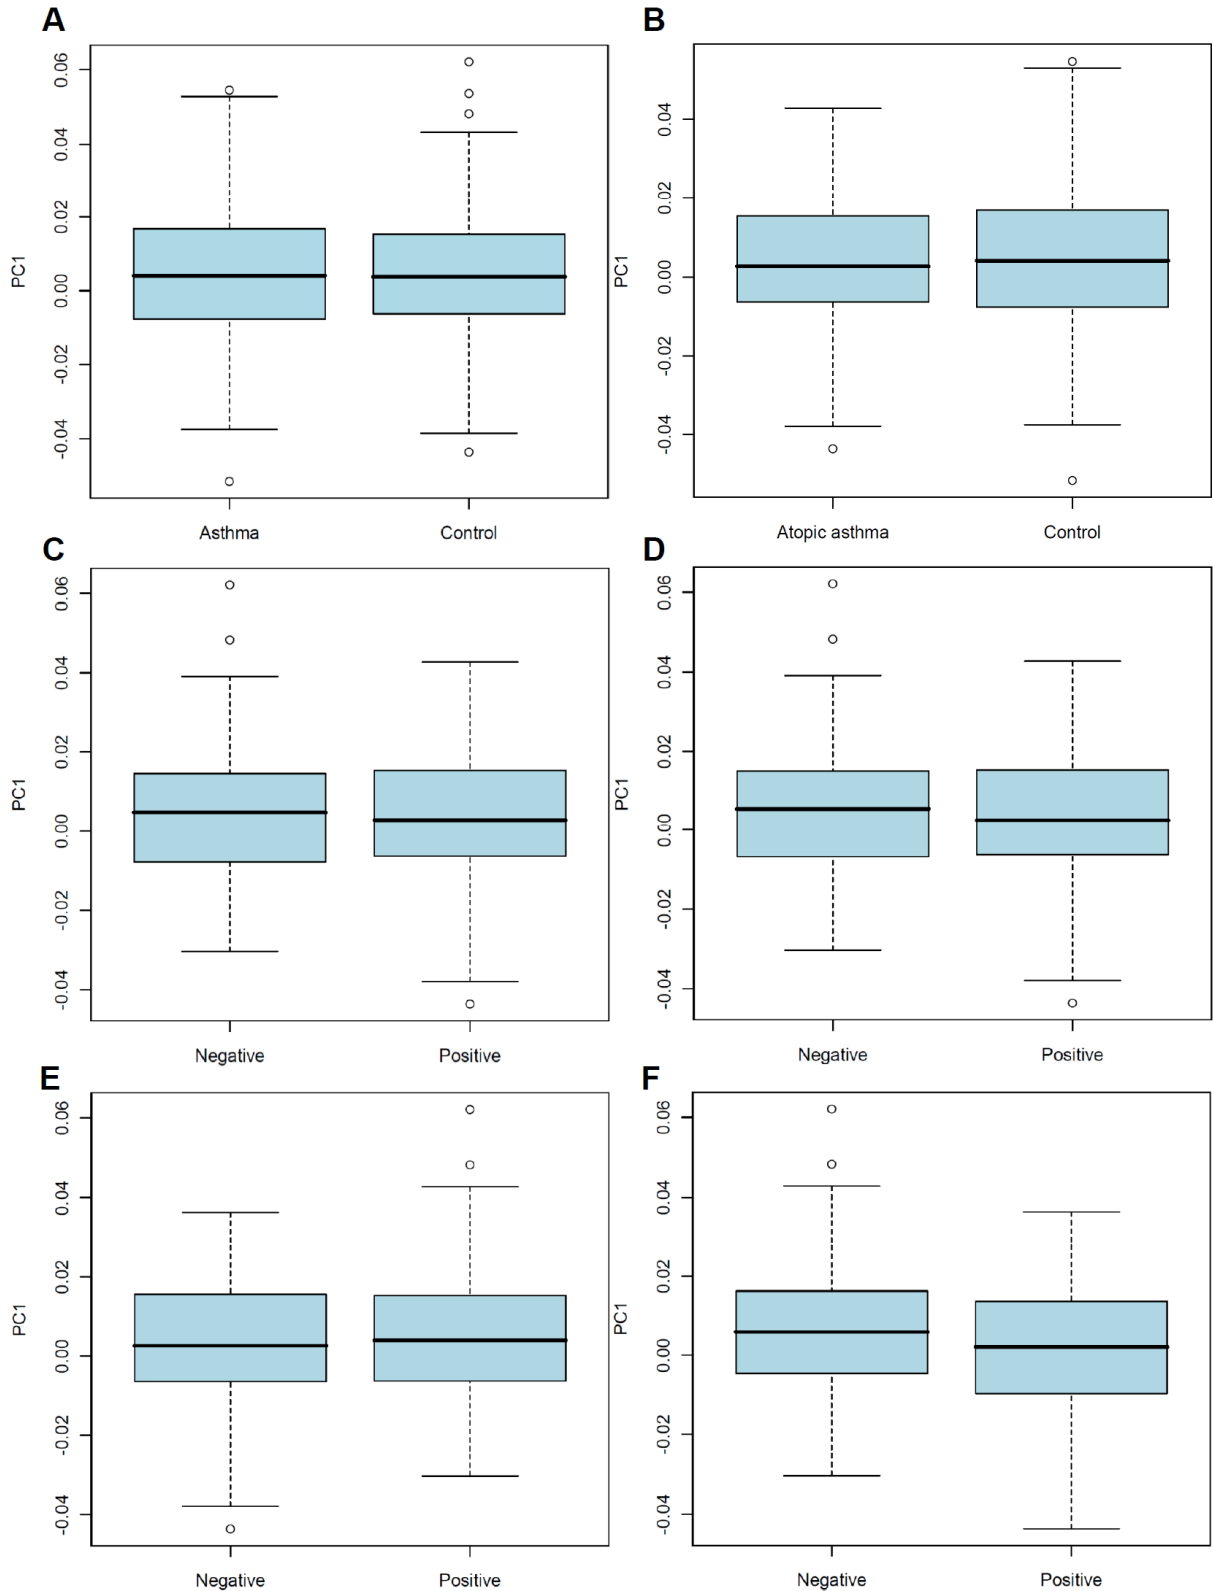 A
B
0.06
0.04
0.02
0.00
-0.02
-0.04
PC1
Asthma
Control
0.04
0.02
0.00
-0.02
-0.04
PC1
Atopic asthma
Control
C
D
0.06
0.04
0.02
0.00
-0.02
-0.04
PC1
Negative
Positive
0.06
0.04
0.02
0.00
-0.02
-0.04
PC1
Negative
Positive
E
F
0.06
0.04
0.02
0.00
-0.02
-0.04
PC1
Negative
Positive
0.06
0.04
0.02
0.00
-0.02
-0.04
PC1
Negative
Positive